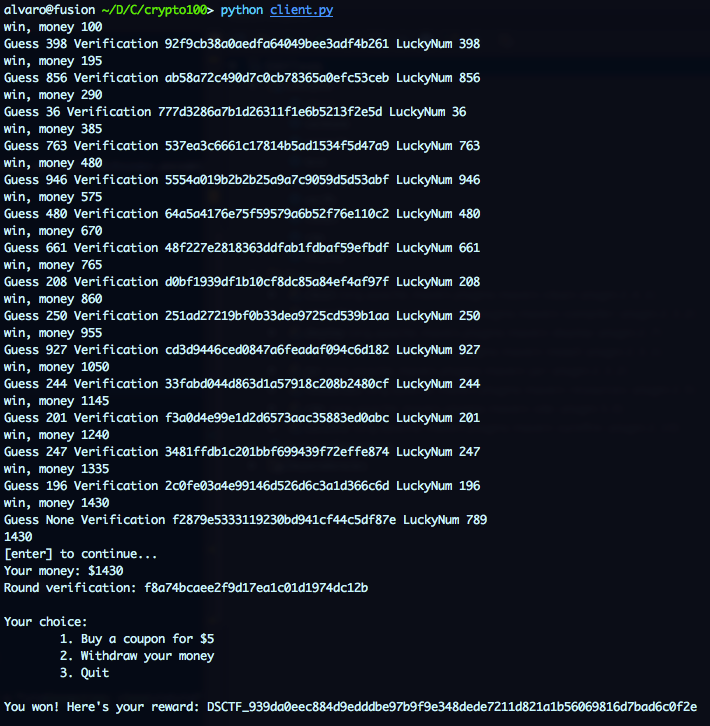 alvaro@fusion ~/D/C/crypto100> python client.py
win, money 100
Guess 398 Verification 92f9cb38a0aedfa64049bee3adf4b261 LuckyNum 398
win, money 195
Guess 856 Verification ab58a72c490d7c0cb78365a0efc53ceb LuckyNum 856
win, money 290
Guess 36 Verification 777d3286a7b1d26311f1e6b5213f2e5d LuckyNum 36
win, money 385
Guess 763 Verification 537ea3c6661c17814b5ad1534f5d47a9 LuckyNum 763
win, money 480
Guess 946 Verification 5554a019b2b2b25a9a7c9059d5d53abf LuckyNum 946
win, money 575
Guess 480 Verification 64a5a4176e75f59579a6b52f76e110c2 LuckyNum 480
win, money 670
Guess 661 Verification 48f227e2818363ddfab1fdbaf59efbdf LuckyNum 661
win, money 765
Guess 208 Verification d0bf1939df1b10cf8dc85a84ef4af97f LuckyNum 208
win, money 860
Guess 250 Verification 251ad27219bf0b33dea9725cd539b1aa LuckyNum 250
win, money 955
Guess 927 Verification cd3d9446ced0847a6feadaf094c6d182 LuckyNum 927
win, money 1050
Guess 244 Verification 33fabd044d863d1a57918c208b2480cf LuckyNum 244
win, money 1145
Guess 201 Verification f3a0d4e99e1d2d6573aac35883ed0abc LuckyNum 201
win, money 1240
Guess 247 Verification 3481ffdb1c201bbf699439f72effe874 LuckyNum 247
win, money 1335
Guess 196 Verification 2c0fe03a4e99146d526d6c3a1d366c6d LuckyNum 196
win, money 1430
Guess None Verification f2879e5333119230bd941cf44c5df87e LuckyNum 789
1430
[enter] to continue...
Your money: $1430
Round verification: f8a74bcaee2f9d17ea1c01d1974dc12b
Your choice:
1. Buy a coupon for $5
2. Withdraw your money
3. Quit
You won! Here's your reward: DSCTF_939da0eec884d9edddbe97b9f9e348dede7211d821a1b56069816d7bad6c0f2e